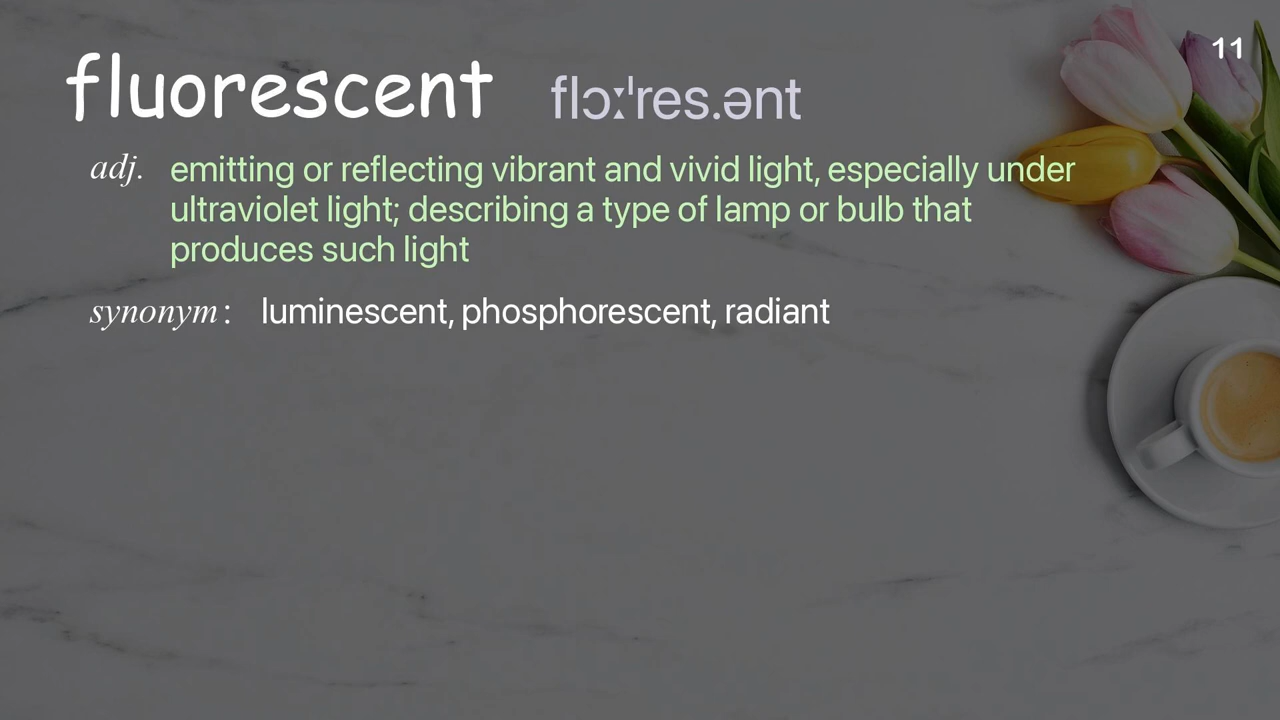 11
fluorescent flɔːˈres.ənt
adj. emitting or reflecting vibrant and vivid light, especially under
ultraviolet light; describing a type of lamp or bulb that
produces such light
synonym : luminescent, phosphorescent, radiant